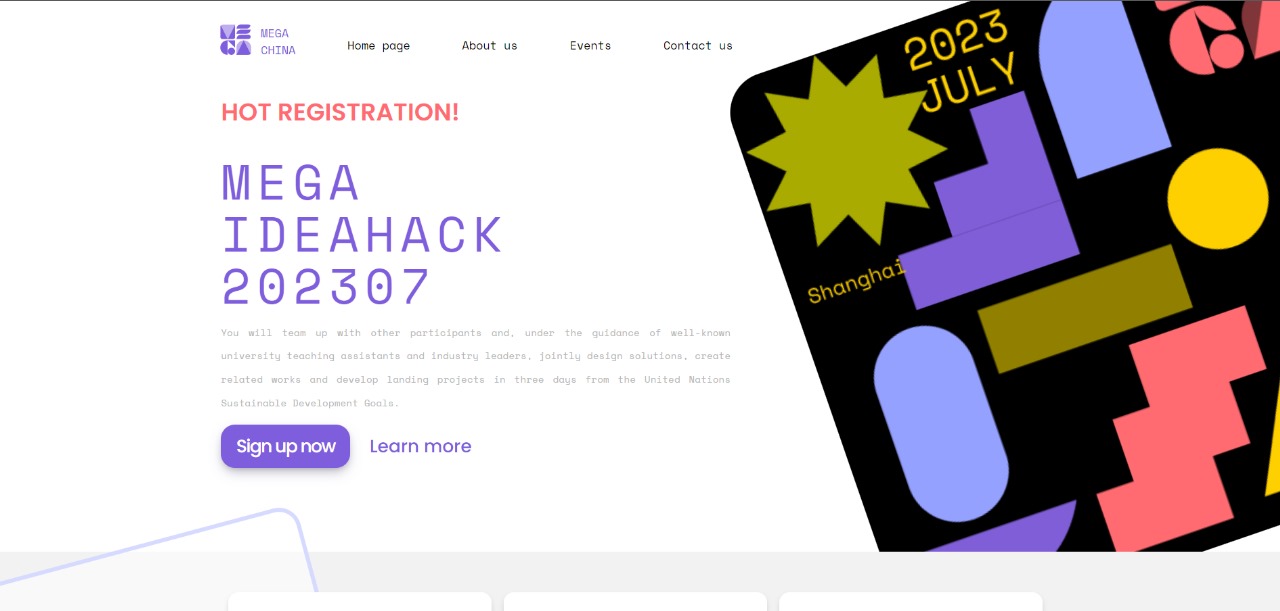 MEGA
CHINA
Home page
About us
Events
Contact us
HOT REGISTRATION!
MEGA
IDEAHACK
202307
You will team up with other participants and, under the guidance of well-known
university teaching assistants and industry leaders, jointly design solutions, create
related works and develop landing projects in three days from the United Nations
Sustainable Development Goals.
Sign up now
Learn more
2023
JULY
Shanghai